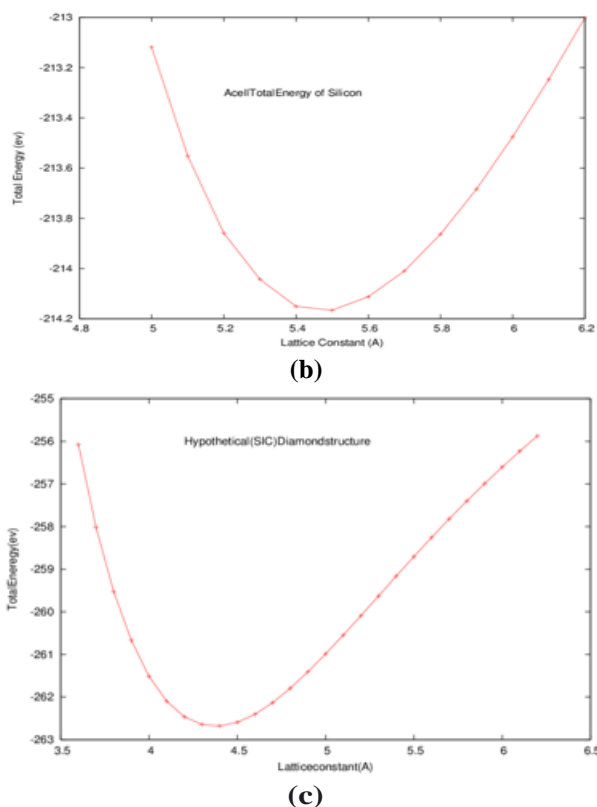 -213
-213.2
-213.4
-213.6
-213.8
-214
-214.2
Total Energy (ev)
AcellTotalEnergy of Silicon
4.8 5 5.2 5.4 5.6 5.8 6 6.2
Lattice Constant (A)
(b)
-255
-256
-257
-258
-259
-260
-261
-262
-263
TotalEneregy(ev)
Hypothetical(SIC)Diamondstructure
3.5 4 4.5 5 5.5 6 6.5
Latticeconstant(A)
(c)